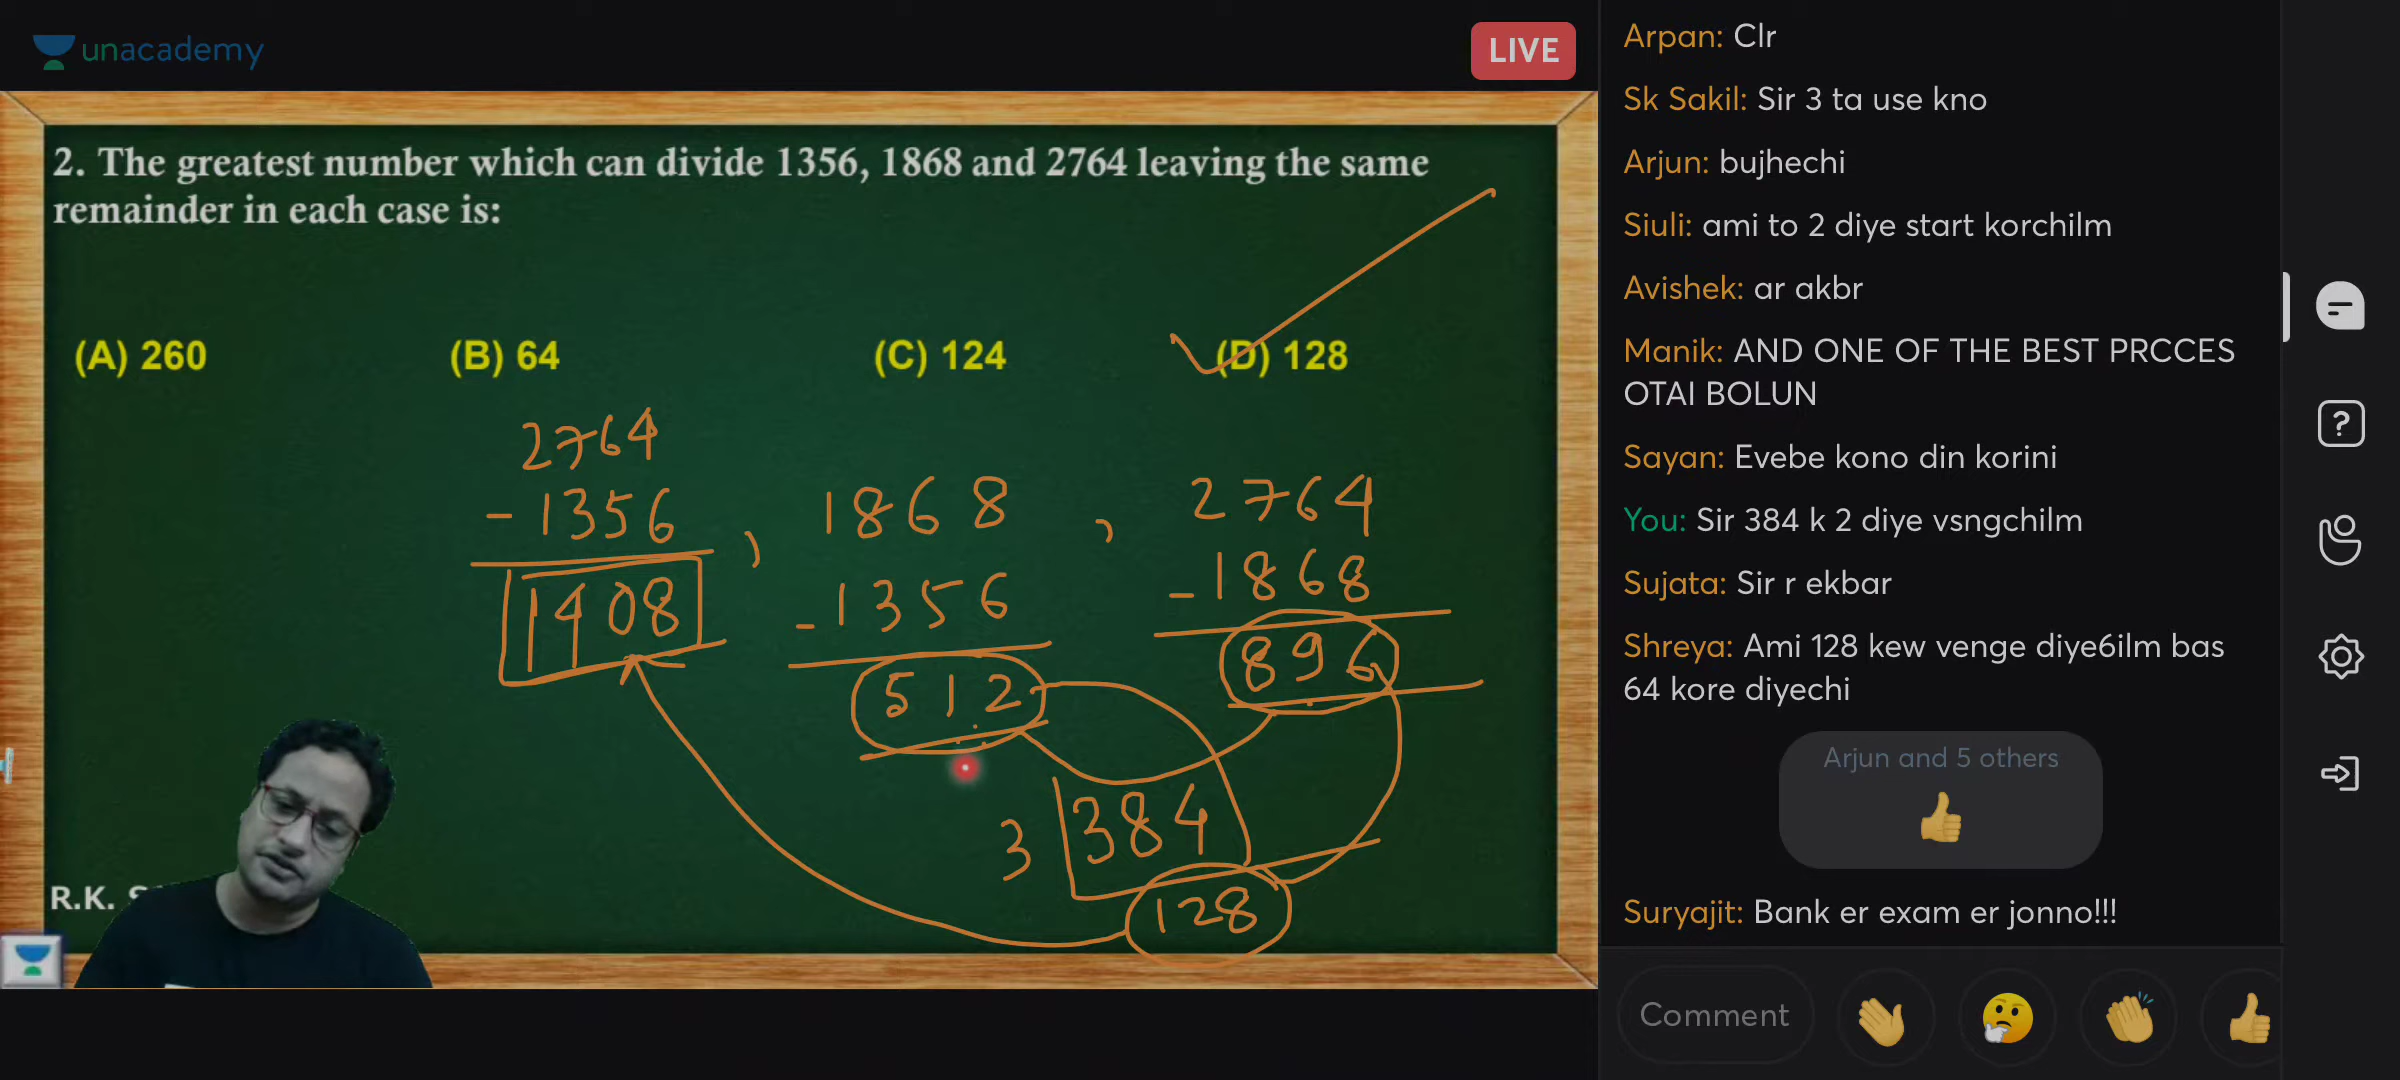 unacademy
LIVE
2. The greatest number which can divide 1356, 1868 and 2764 leaving the same
remainder in each case is:
(A) 260
(B) 64
(C) 124
(D) 128
2764
- 1356
1408
,
1868
- 1356
512
,
2764
- 1868
896
3 384
128
R.K.
Arpan: Clr
Sk Sakil: Sir 3 ta use kno
Arjun: bujhechi
Siuli: ami to 2 diye start korchilm
Avishek: ar akbr
Manik: AND ONE OF THE BEST PRCCES
OTAI BOLUN
Sayan: Evebe kono din korini
You: Sir 384 k 2 diye vsngchilm
Sujata: Sir r ekbar
Shreya: Ami 128 kew venge diye6ilm bas
64 kore diyechi
Arjun and 5 others
Suryajit: Bank er exam er jonno!!!
Comment